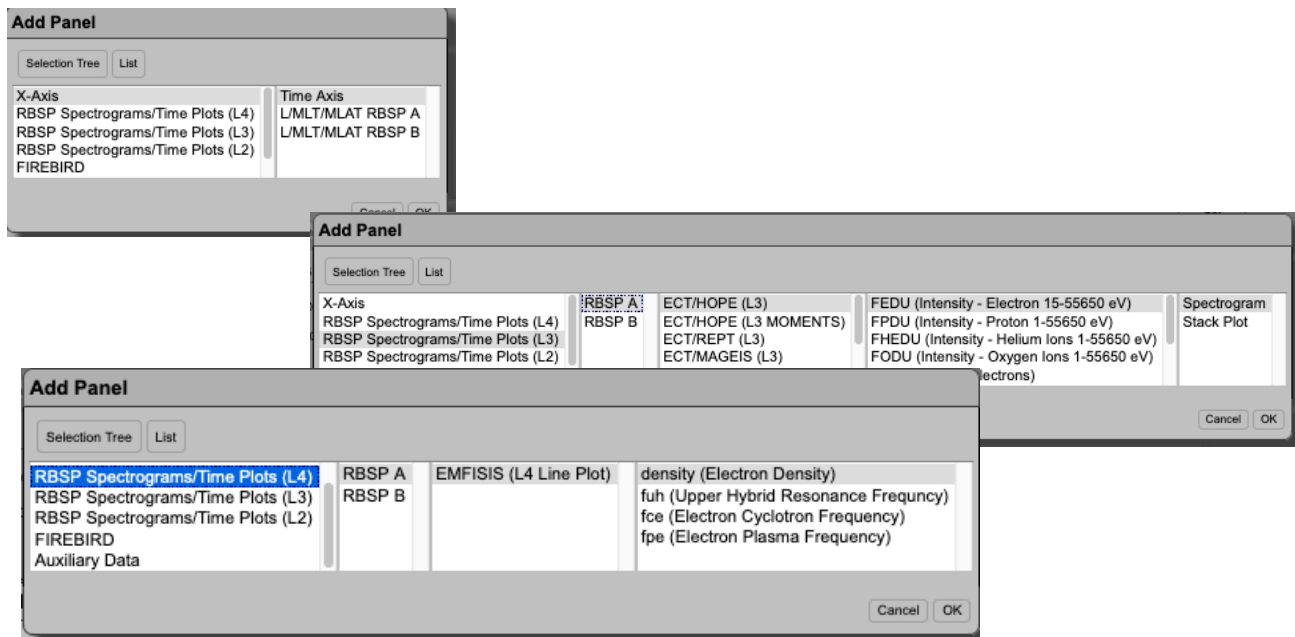 Add Panel
Selection Tree List
X-Axis Time Axis
RBSP Spectrograms/Time Plots (L4) L/MLT/MLAT RBSP A
RBSP Spectrograms/Time Plots (L3) L/MLT/MLAT RBSP B
RBSP Spectrograms/Time Plots (L2)
FIREBIRD
Cancel OK
Add Panel
Selection Tree List
X-Axis RBSP A ECT/HOPE (L3) FEDU (Intensity - Electron 15-55650 eV) Spectrogram
RBSP Spectrograms/Time Plots (L4) RBSP B ECT/HOPE (L3 MOMENTS) FPDU (Intensity - Proton 1-55650 eV) Stack Plot
RBSP Spectrograms/Time Plots (L3) ECT/REPT (L3) FHEDU (Intensity - Helium Ions 1-55650 eV)
RBSP Spectrograms/Time Plots (L2) ECT/MAGEIS (L3) FODU (Intensity - Oxygen Ions 1-55650 eV)
lectrons)
Cancel OK
Add Panel
Selection Tree List
RBSP Spectrograms/Time Plots (L4) RBSP A EMFISIS (L4 Line Plot) density (Electron Density)
RBSP Spectrograms/Time Plots (L3) RBSP B fuh (Upper Hybrid Resonance Frequncy)
RBSP Spectrograms/Time Plots (L2) fce (Electron Cyclotron Frequency)
FIREBIRD fpe (Electron Plasma Frequency)
Auxiliary Data
Cancel OK